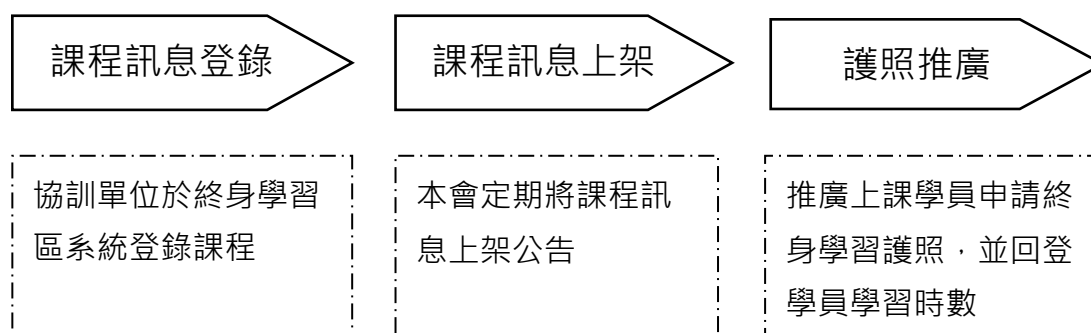 課程訊息登錄
課程訊息上架
護照推廣
協訓單位於終身學習
區系統登錄課程
本會定期將課程訊
息上架公告
推廣上課學員申請終
身學習護照，並回登
學員學習時數